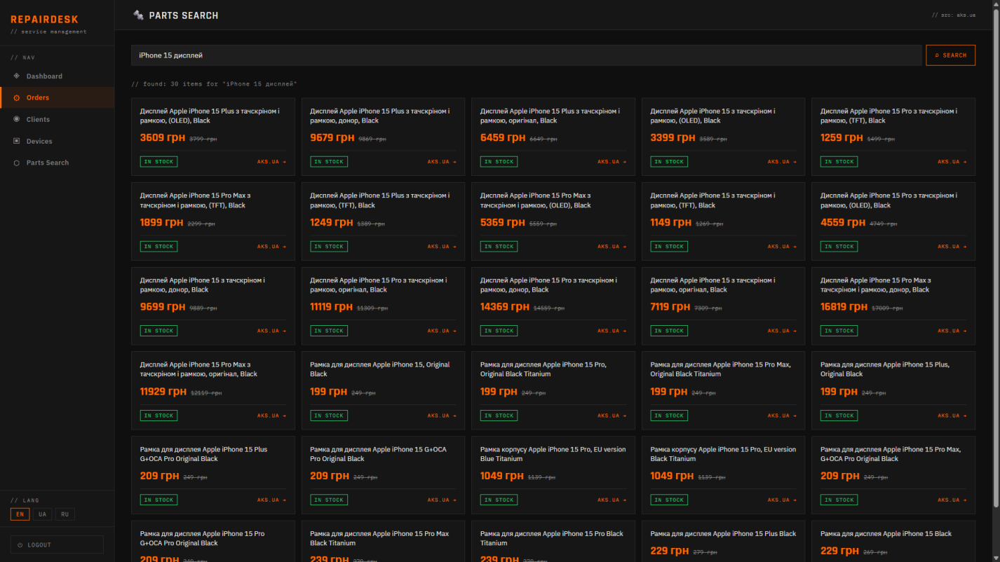 REPAIRDESK
// service management
// NAV
Dashboard
Orders
Clients
Devices
Parts Search
// LANG
EN UA RU
LOGOUT
PARTS SEARCH
// src: aks.ua
iPhone 15 дисплей
SEARCH
// found: 30 items for "iPhone 15 дисплей"
Дисплей Apple iPhone 15 Plus з тачскріном і
рамкою, (OLED), Black
3609 грн 3799 грн
IN STOCK AKS.UA →
Дисплей Apple iPhone 15 Plus з тачскріном і
рамкою, донор, Black
9679 грн 9869 грн
IN STOCK AKS.UA →
Дисплей Apple iPhone 15 Plus з тачскріном і
рамкою, оригінал, Black
6459 грн 6649 грн
IN STOCK AKS.UA →
Дисплей Apple iPhone 15 з тачскріном і
рамкою, (OLED), Black
3399 грн 3589 грн
IN STOCK AKS.UA →
Дисплей Apple iPhone 15 Pro з тачскріном і
рамкою, (TFT), Black
1259 грн 1499 грн
IN STOCK AKS.UA →
Дисплей Apple iPhone 15 Pro Max з
тачскріном і рамкою, (TFT), Black
1899 грн 2299 грн
IN STOCK AKS.UA →
Дисплей Apple iPhone 15 Plus з тачскріном і
рамкою, (TFT), Black
1249 грн 1389 грн
IN STOCK AKS.UA →
Дисплей Apple iPhone 15 Pro Max з
тачскріном і рамкою, (OLED), Black
5369 грн 5559 грн
IN STOCK AKS.UA →
Дисплей Apple iPhone 15 з тачскріном і
рамкою, (TFT), Black
1149 грн 1269 грн
IN STOCK AKS.UA →
Дисплей Apple iPhone 15 Pro з тачскріном і
рамкою, (OLED), Black
4559 грн 4749 грн
IN STOCK AKS.UA →
Дисплей Apple iPhone 15 з тачскріном і
рамкою, донор, Black
9699 грн 9889 грн
IN STOCK AKS.UA →
Дисплей Apple iPhone 15 Pro з тачскріном і
рамкою, оригінал, Black
11119 грн 11309 грн
IN STOCK AKS.UA →
Дисплей Apple iPhone 15 Pro з тачскріном і
рамкою, донор, Black
14369 грн 14559 грн
IN STOCK AKS.UA →
Дисплей Apple iPhone 15 з тачскріном і
рамкою, оригінал, Black
7119 грн 7309 грн
IN STOCK AKS.UA →
Дисплей Apple iPhone 15 Pro Max з
тачскріном і рамкою, донор, Black
16819 грн 17009 грн
IN STOCK AKS.UA →
Дисплей Apple iPhone 15 Pro Max з
тачскріном і рамкою, оригінал, Black
11929 грн 12119 грн
IN STOCK AKS.UA →
Рамка для дисплея Apple iPhone 15, Original
Black
199 грн 249 грн
IN STOCK AKS.UA →
Рамка для дисплея Apple iPhone 15 Pro,
Original Black Titanium
199 грн 249 грн
IN STOCK AKS.UA →
Рамка для дисплея Apple iPhone 15 Pro Max,
Original Black Titanium
199 грн 249 грн
IN STOCK AKS.UA →
Рамка для дисплея Apple iPhone 15 Plus,
Original Black
199 грн 249 грн
IN STOCK AKS.UA →
Рамка для дисплея Apple iPhone 15 Plus
G+OCA Pro Original Black
209 грн 249 грн
IN STOCK AKS.UA →
Рамка для дисплея Apple iPhone 15 G+OCA
Pro Original Black
209 грн 249 грн
IN STOCK AKS.UA →
Рамка корпусу Apple iPhone 15 Pro, EU version
Blue Titanium
1049 грн 1139 грн
IN STOCK AKS.UA →
Рамка корпусу Apple iPhone 15 Pro, EU version
Black Titanium
1049 грн 1139 грн
IN STOCK AKS.UA →
Рамка для дисплея Apple iPhone 15 Pro Max,
G+OCA Pro Original Black
209 грн 249 грн
IN STOCK AKS.UA →
Рамка для дисплея Apple iPhone 15 Pro
G+OCA Pro Original Black
209 грн 249 грн
Рамка для дисплея Apple iPhone 15 Pro Max
Black Titanium
239 грн 279 грн
Рамка для дисплея Apple iPhone 15 Pro Black
Titanium
239 грн 279 грн
Рамка для дисплея Apple iPhone 15 Plus Black
229 грн 279 грн
Рамка для дисплея Apple iPhone 15 Black
229 грн 269 грн